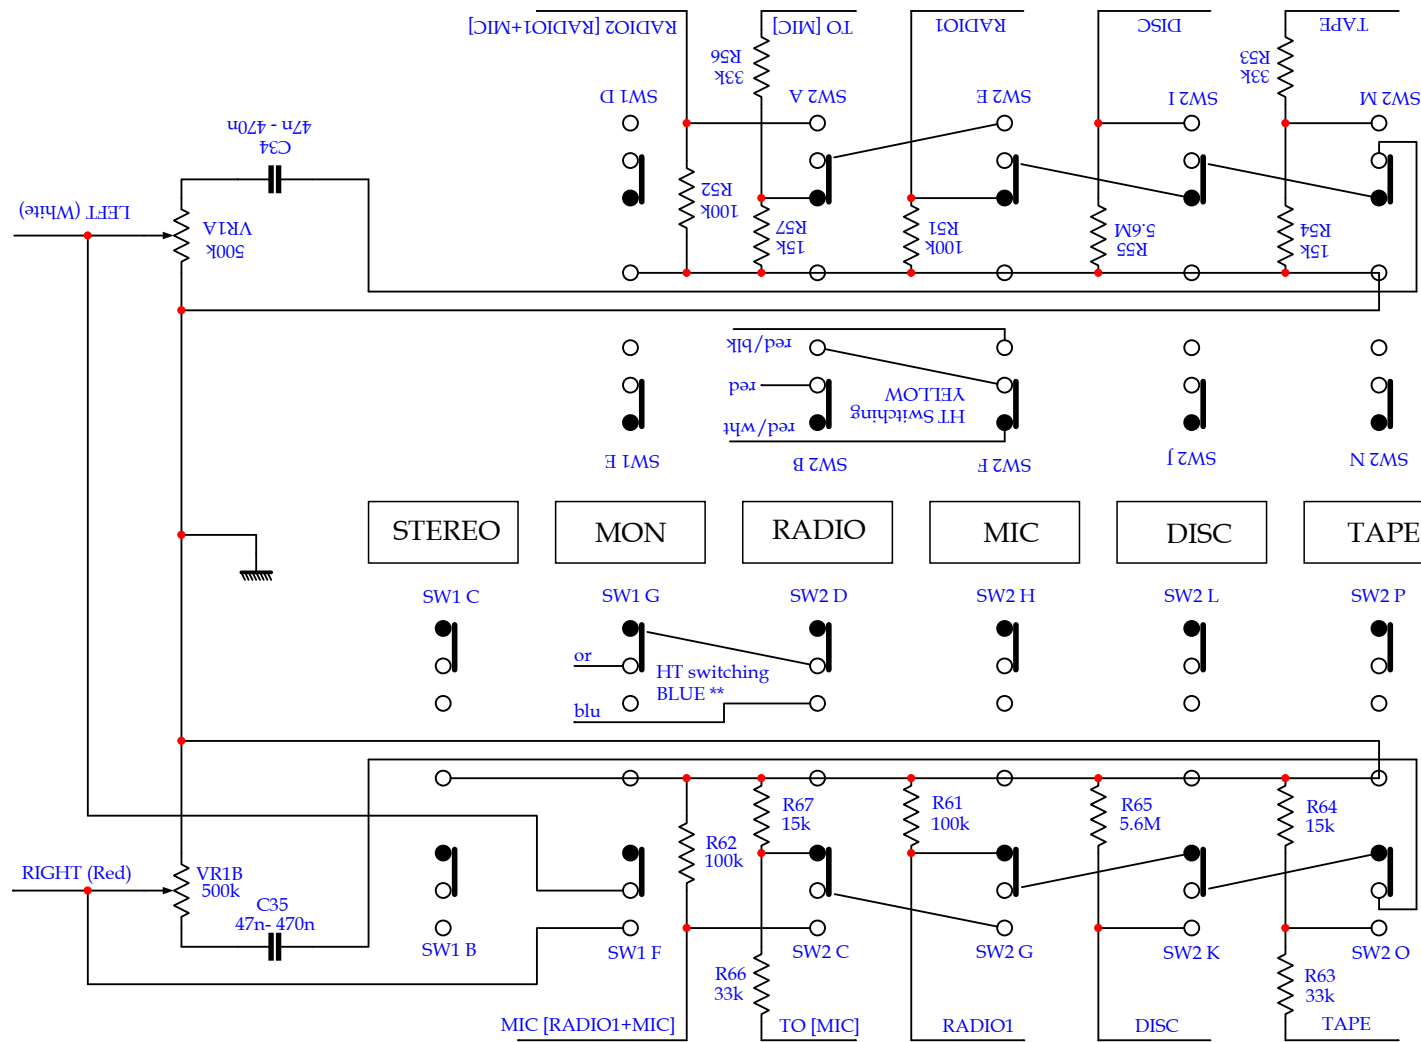 RADIO2 [RADIO1+MIC]
TO [MIC]
RADIO1
DISC
TAPE
R56
33k
R53
33k
SW1 D
SW2 A
SW2 E
SW2 I
SW2 M
C34
47n - 470n
LEFT (White)
VR1A
500k
R52
100k
R57
15k
R51
100k
R55
5.6M
R54
15k
red/blk
red
red/wht
HT Switching
YELLOW
SW1 E
SW2 B
SW2 F
SW2 J
SW2 N
STEREO
MON
RADIO
MIC
DISC
TAPE
SW1 C
SW1 G
SW2 D
SW2 H
SW2 L
SW2 P
or
HT switching
BLUE **
blu
R67
15k
R61
100k
R65
5.6M
R64
15k
R62
100k
RIGHT (Red)
VR1B
500k
C35
47n- 470n
SW1 B
SW1 F
SW2 C
SW2 G
SW2 K
SW2 O
R66
33k
R63
33k
MIC [RADIO1+MIC]
TO [MIC]
RADIO1
DISC
TAPE